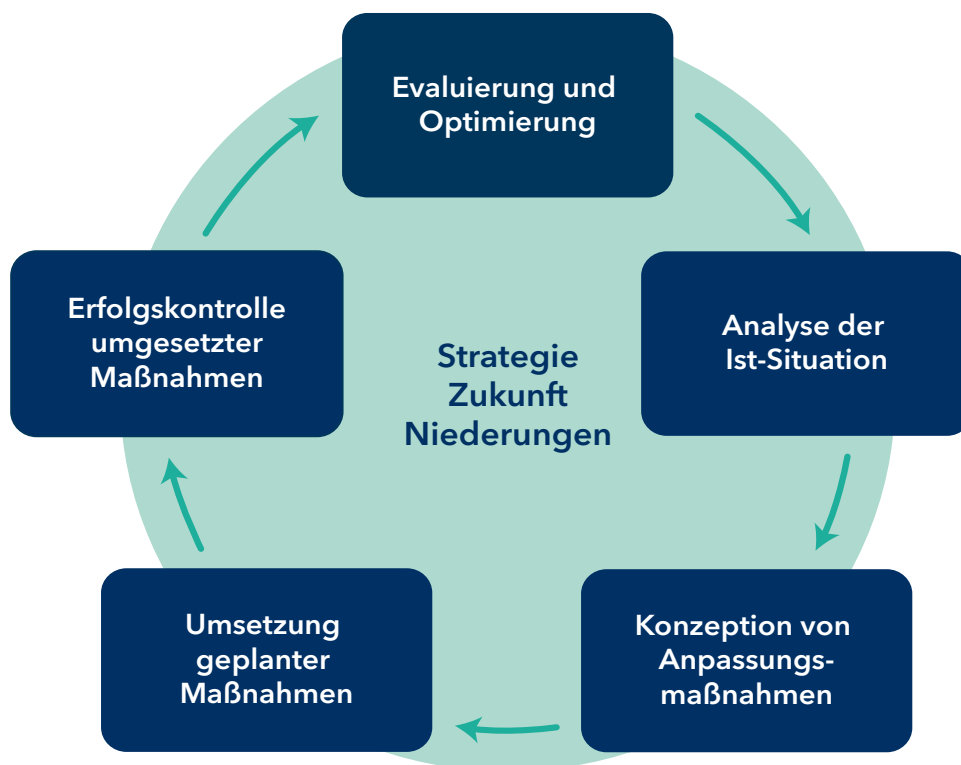 Evaluierung und
Optimierung
Analyse der
Ist-Situation
Konzeption von
Anpassungs-
maßnahmen
Umsetzung
geplanter
Maßnahmen
Erfolgskontrolle
umgesetzter
Maßnahmen
Strategie
Zukunft
Niederungen